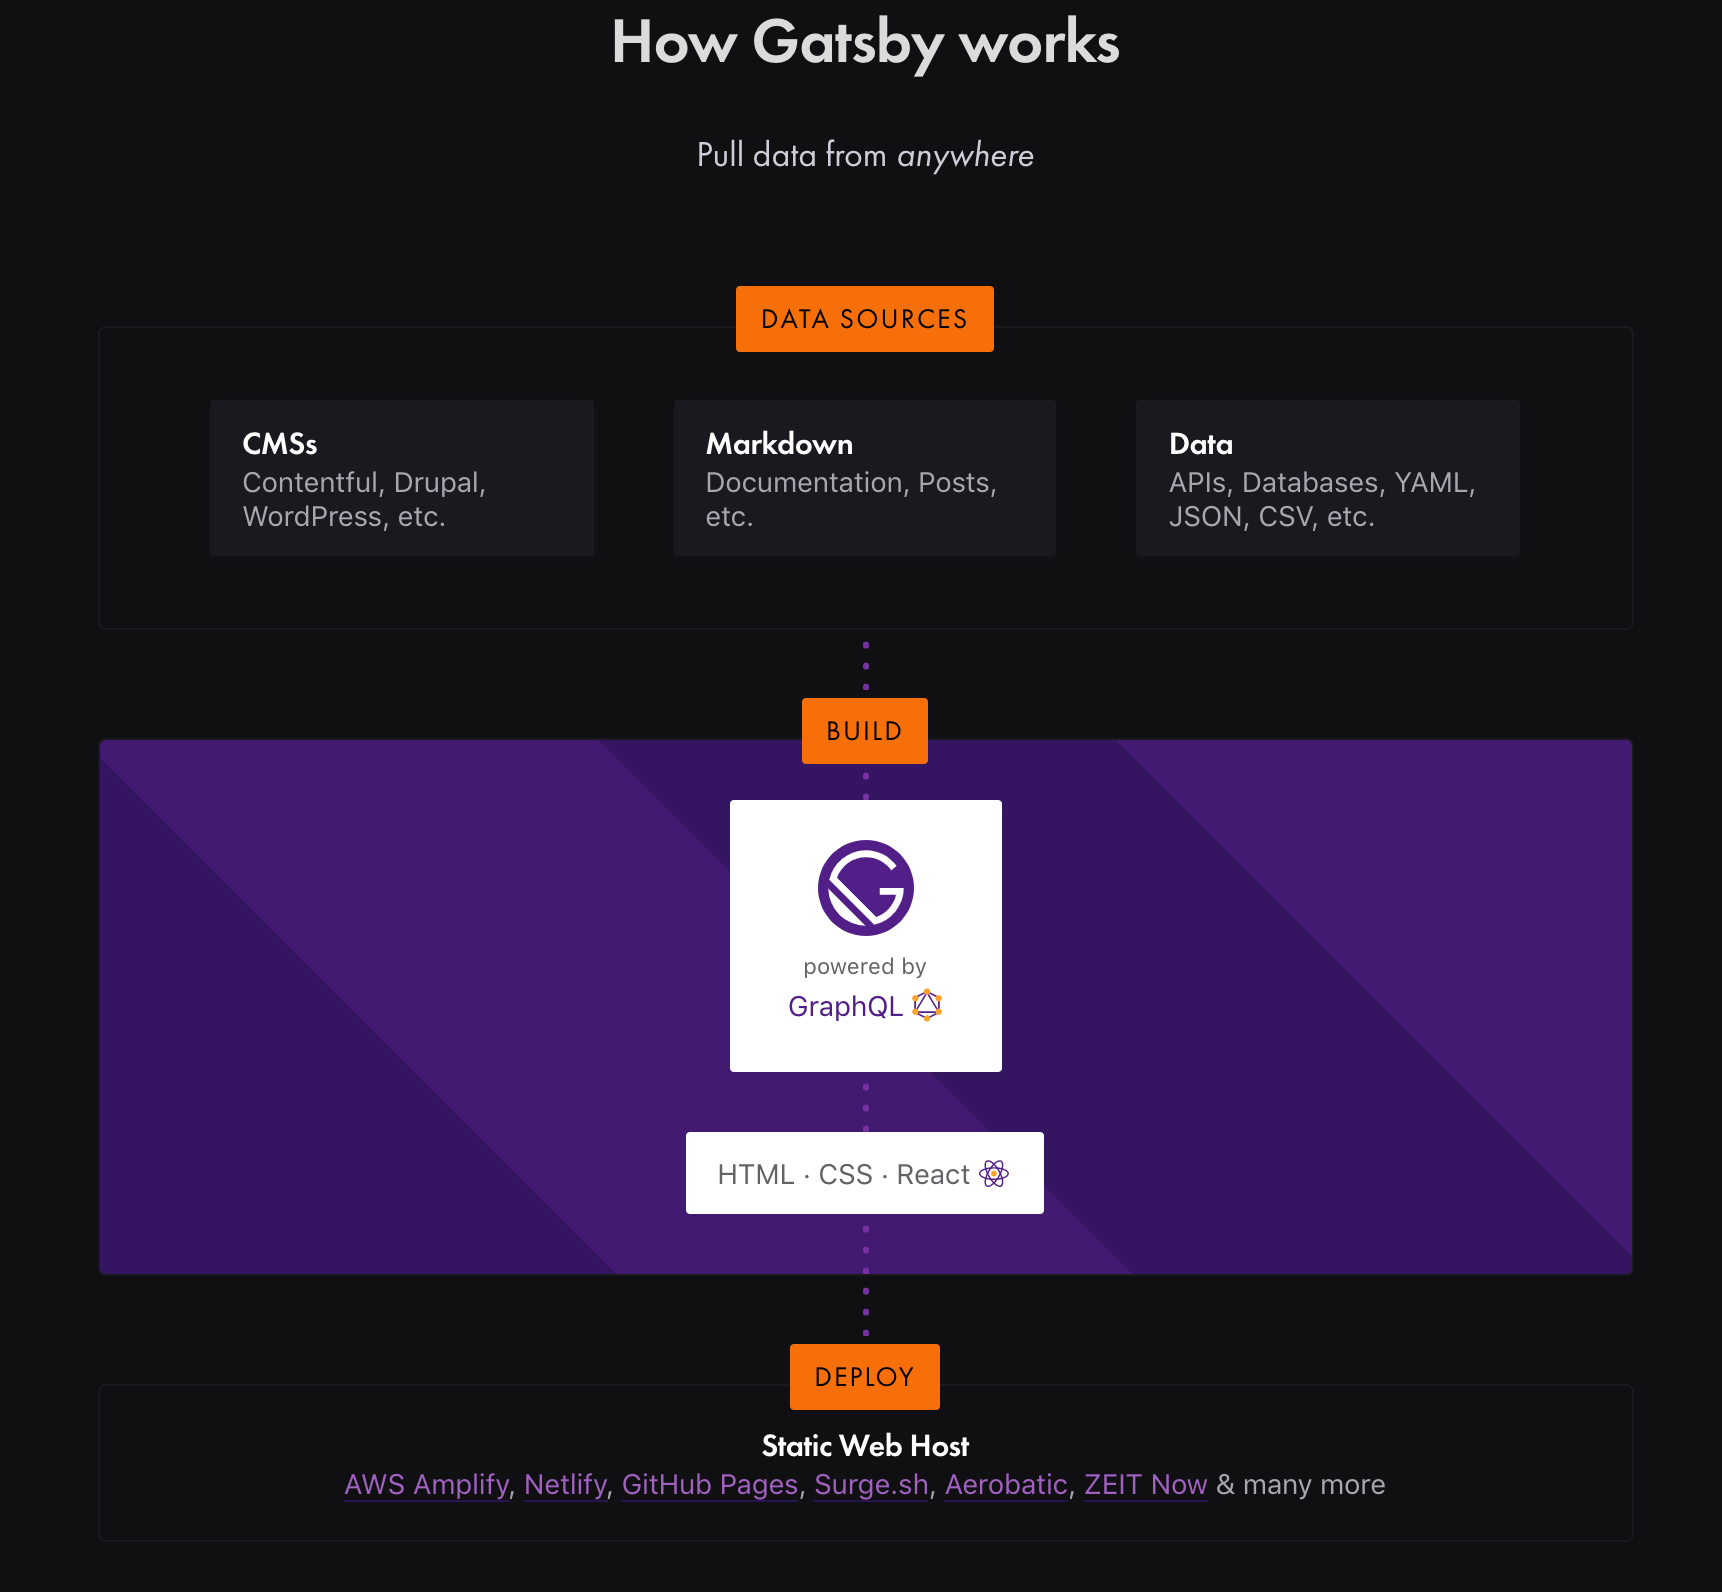 How Gatsby works
Pull data from anywhere
DATA SOURCES
CMSs
Contentful, Drupal,
WordPress, etc.
Markdown
Documentation, Posts,
etc.
Data
APIs, Databases, YAML,
JSON, CSV, etc.
BUILD
powered by
GraphQL
HTML · CSS · React
DEPLOY
Static Web Host
AWS Amplify, Netlify, GitHub Pages, Surge.sh, Aerobatic, ZEIT Now & many more